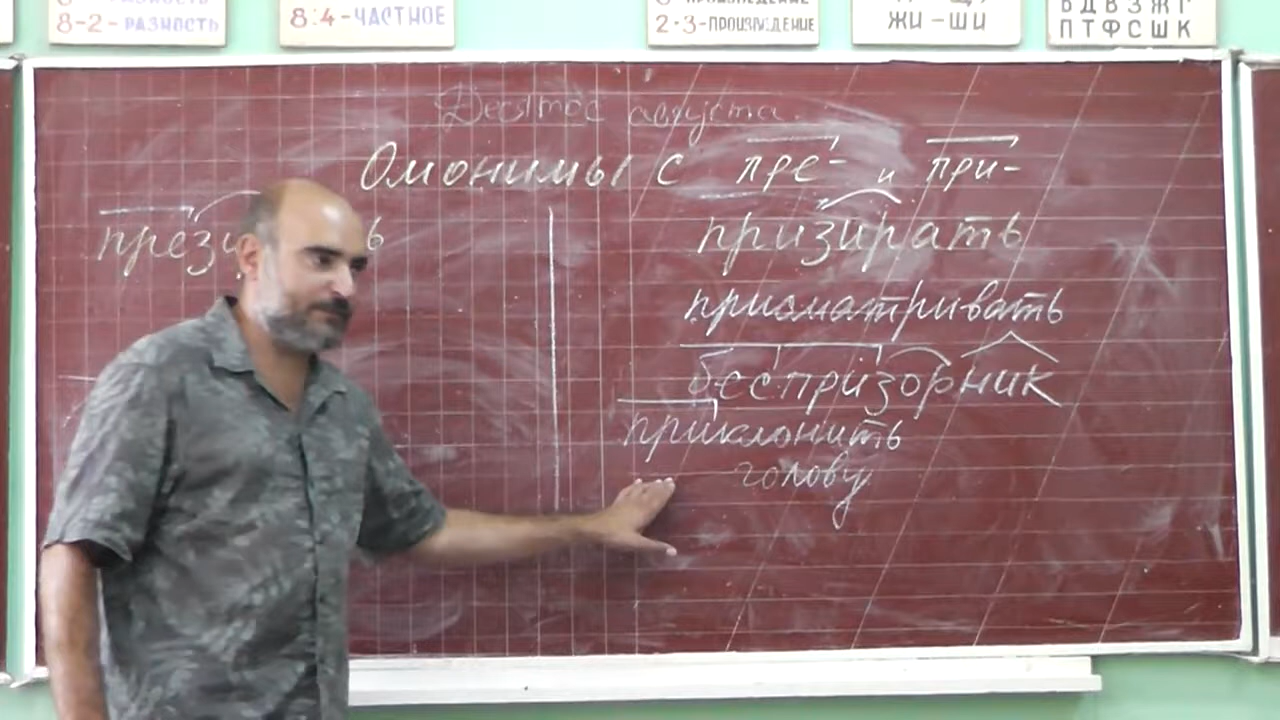 8-2-РАЗНОСТЬ
8:4-ЧАСТНОЕ
2·3-ПРОИЗВЕДЕНИЕ
ЖИ-ШИ
БДВЗЖГ
ПТФСШК
Десятое августа.
Омонимы с пре- и при-
призирать
присматривать
беспризорник
приклонить
голову